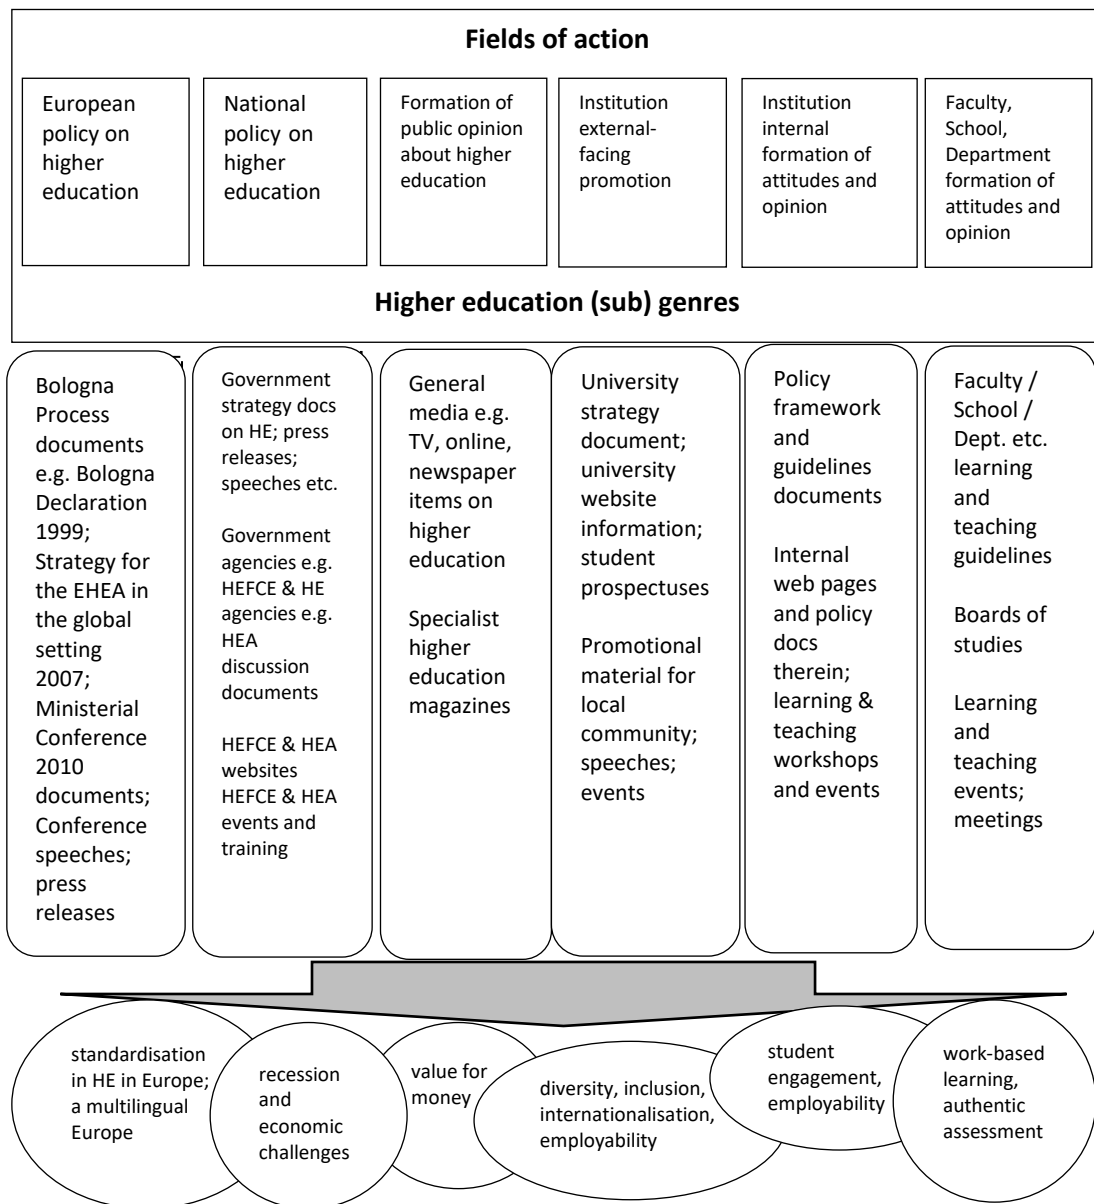 Fields of action
European
policy on
higher
education
National
policy on
higher
education
Formation of
public opinion
about higher
education
Institution
external-
facing
promotion
Institution
internal
formation of
attitudes and
opinion
Faculty,
School,
Department
formation of
attitudes and
opinion
Higher education (sub) genres
Bologna
Process
documents
e.g. Bologna
Declaration
1999;
Strategy for
the EHEA in
the global
setting
2007;
Ministerial
Conference
2010
documents;
Conference
speeches;
press
releases
Government
strategy docs
on HE; press
releases;
speeches etc.
Government
agencies e.g.
HEFCE & HE
agencies e.g.
HEA
discussion
documents
HEFCE & HEA
websites
HEFCE & HEA
events and
training
General
media e.g.
TV, online,
newspaper
items on
higher
education
Specialist
higher
education
magazines
University
strategy
document;
university
website
information;
student
prospectuses
Promotional
material for
local
community;
speeches;
events
Policy
framework
and
guidelines
documents
Internal
web pages
and policy
docs
therein;
learning &
teaching
workshops
and events
Faculty /
School /
Dept. etc.
learning
and
teaching
guidelines
Boards of
studies
Learning
and
teaching
events;
meetings
standardisation
in HE in Europe;
a multilingual
Europe
recession
and
economic
challenges
value for
money
diversity, inclusion,
internationalisation,
employability
student
engagement,
employability
work-based
learning,
authentic
assessment